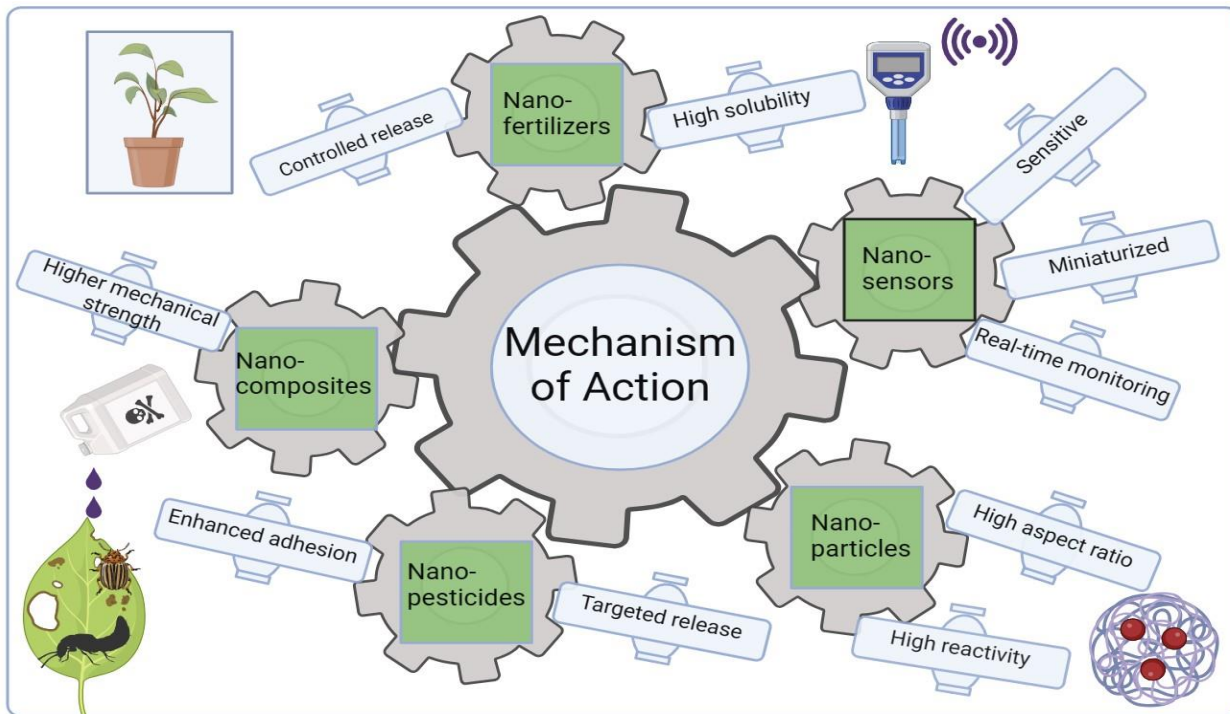 Nano-
fertilizers
Controlled release
High solubility
Sensitive
Nano-
sensors
Miniaturized
Real-time monitoring
Higher mechanical
strength
Nano-
composites
Mechanism
of Action
Enhanced adhesion
Nano-
pesticides
Targeted release
Nano-
particles
High aspect ratio
High reactivity